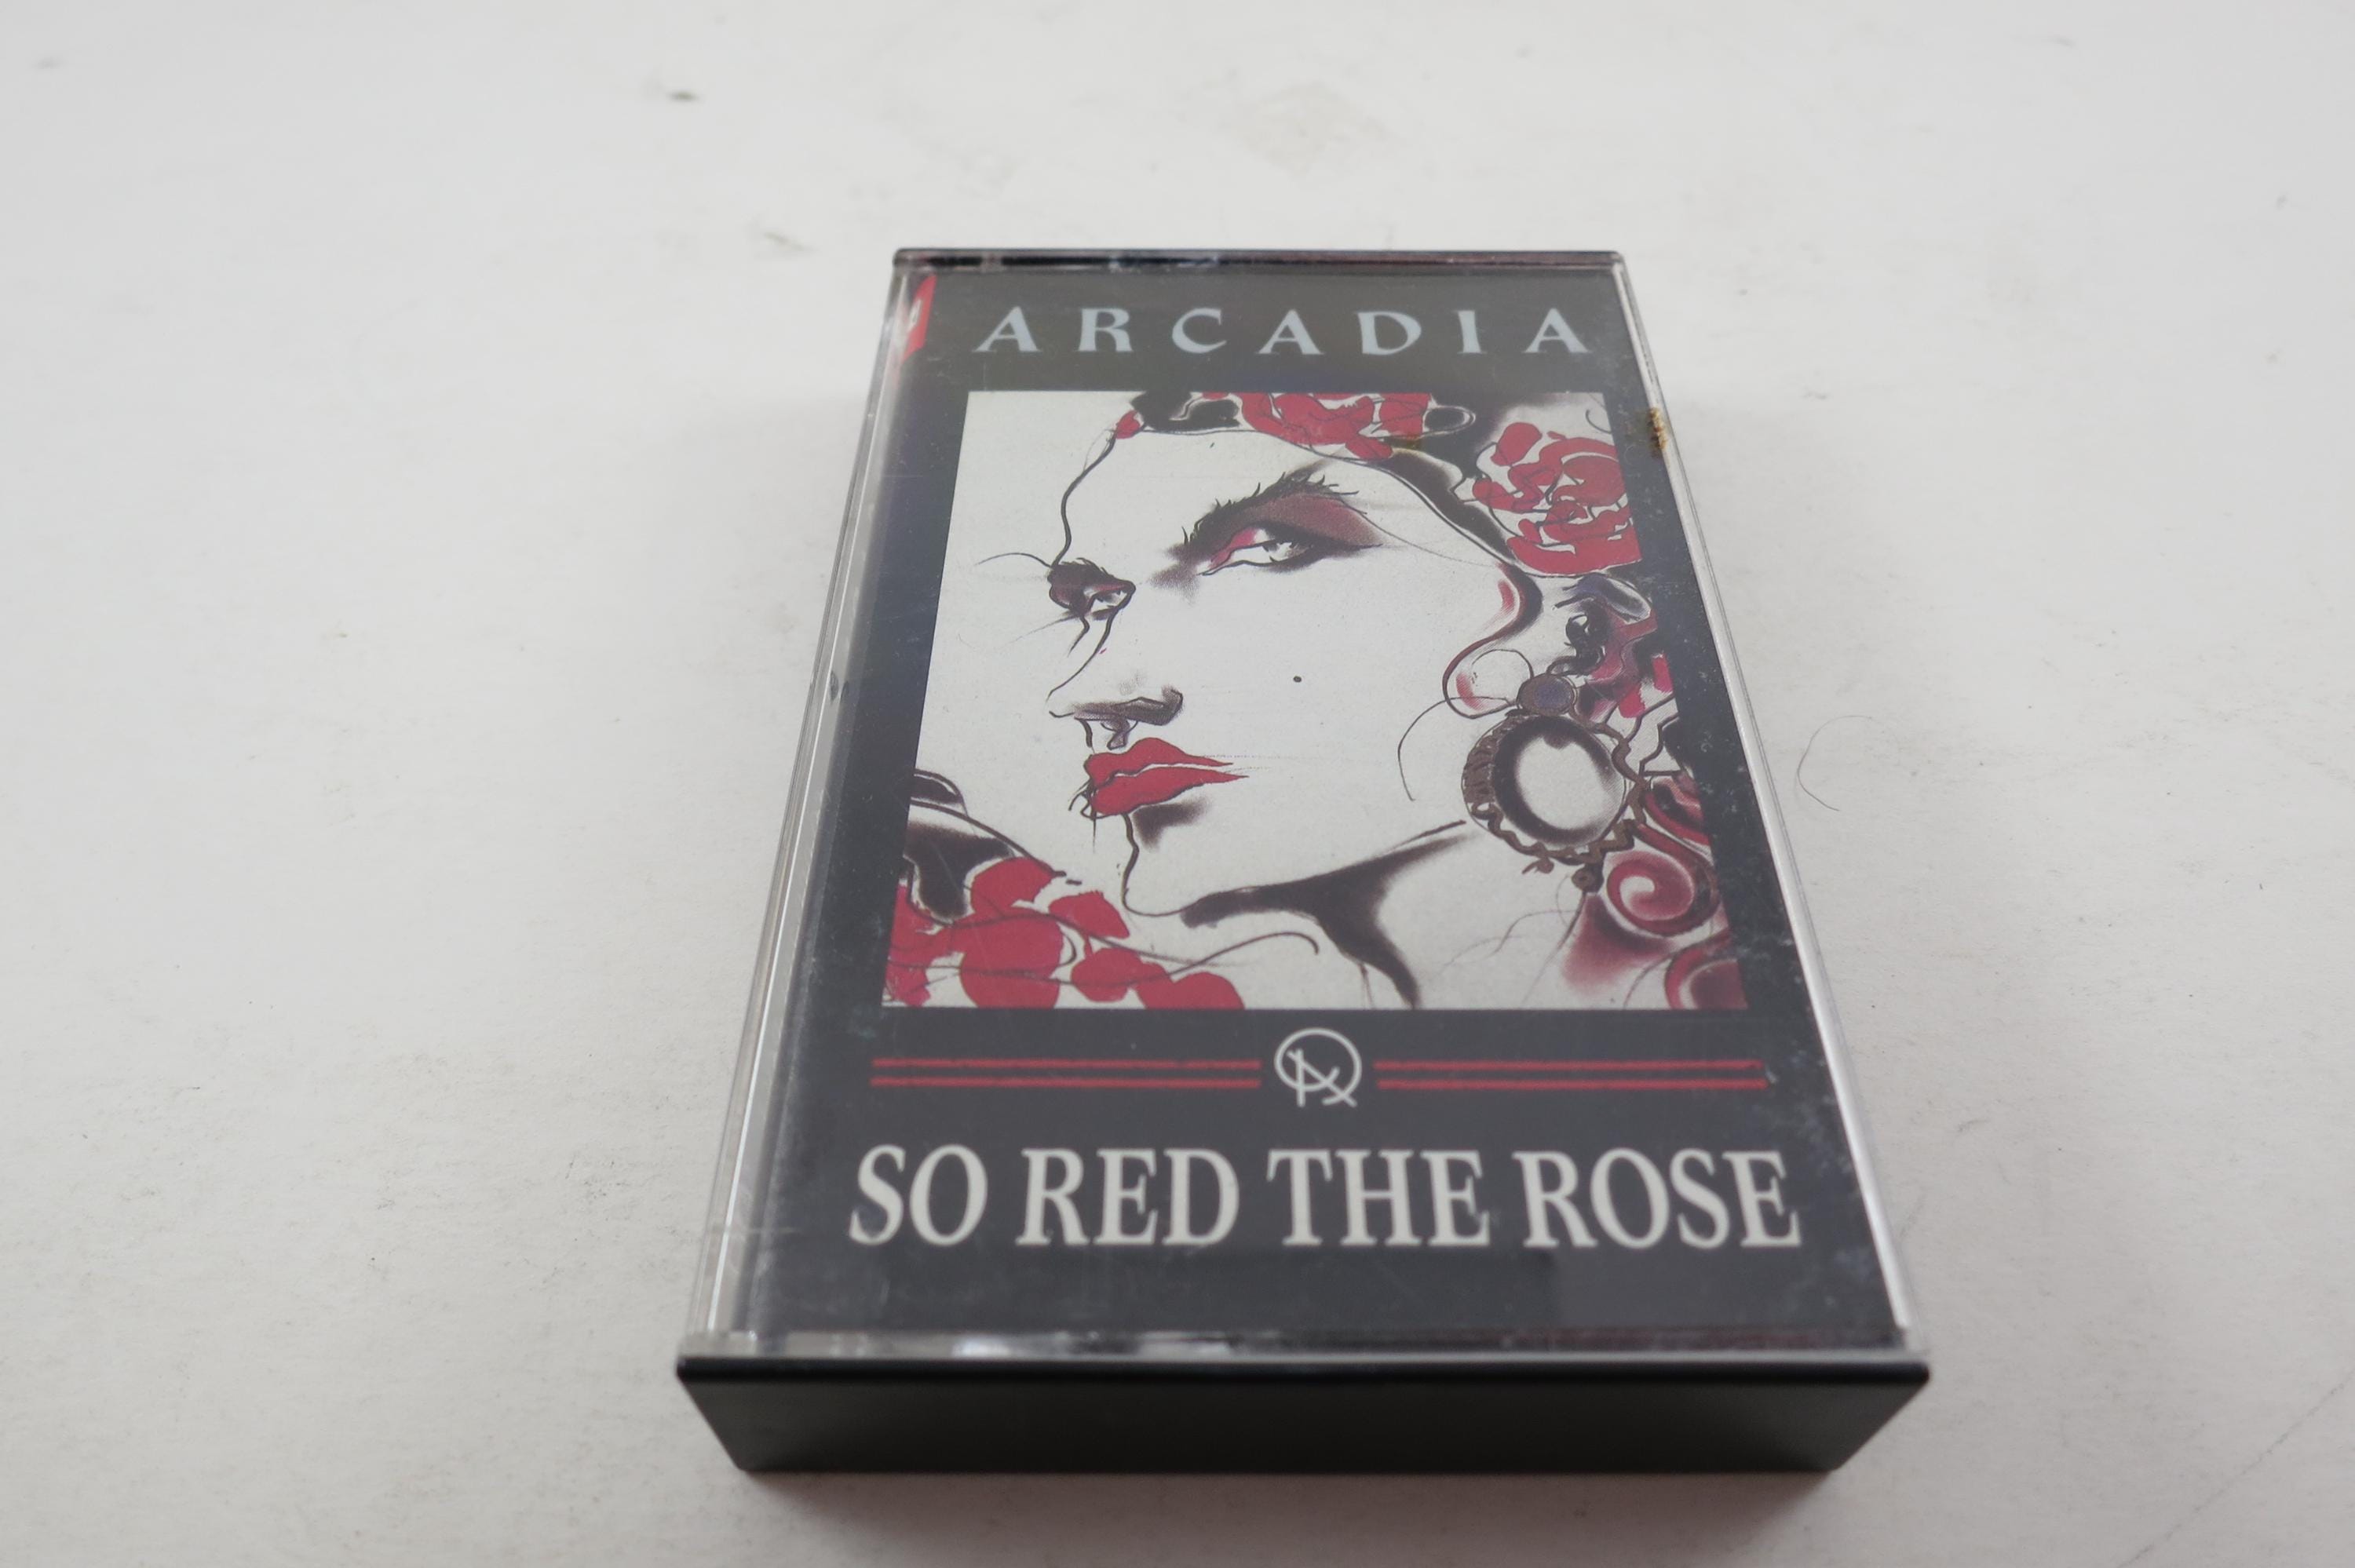 ARCADIA
SO RED THE ROSE